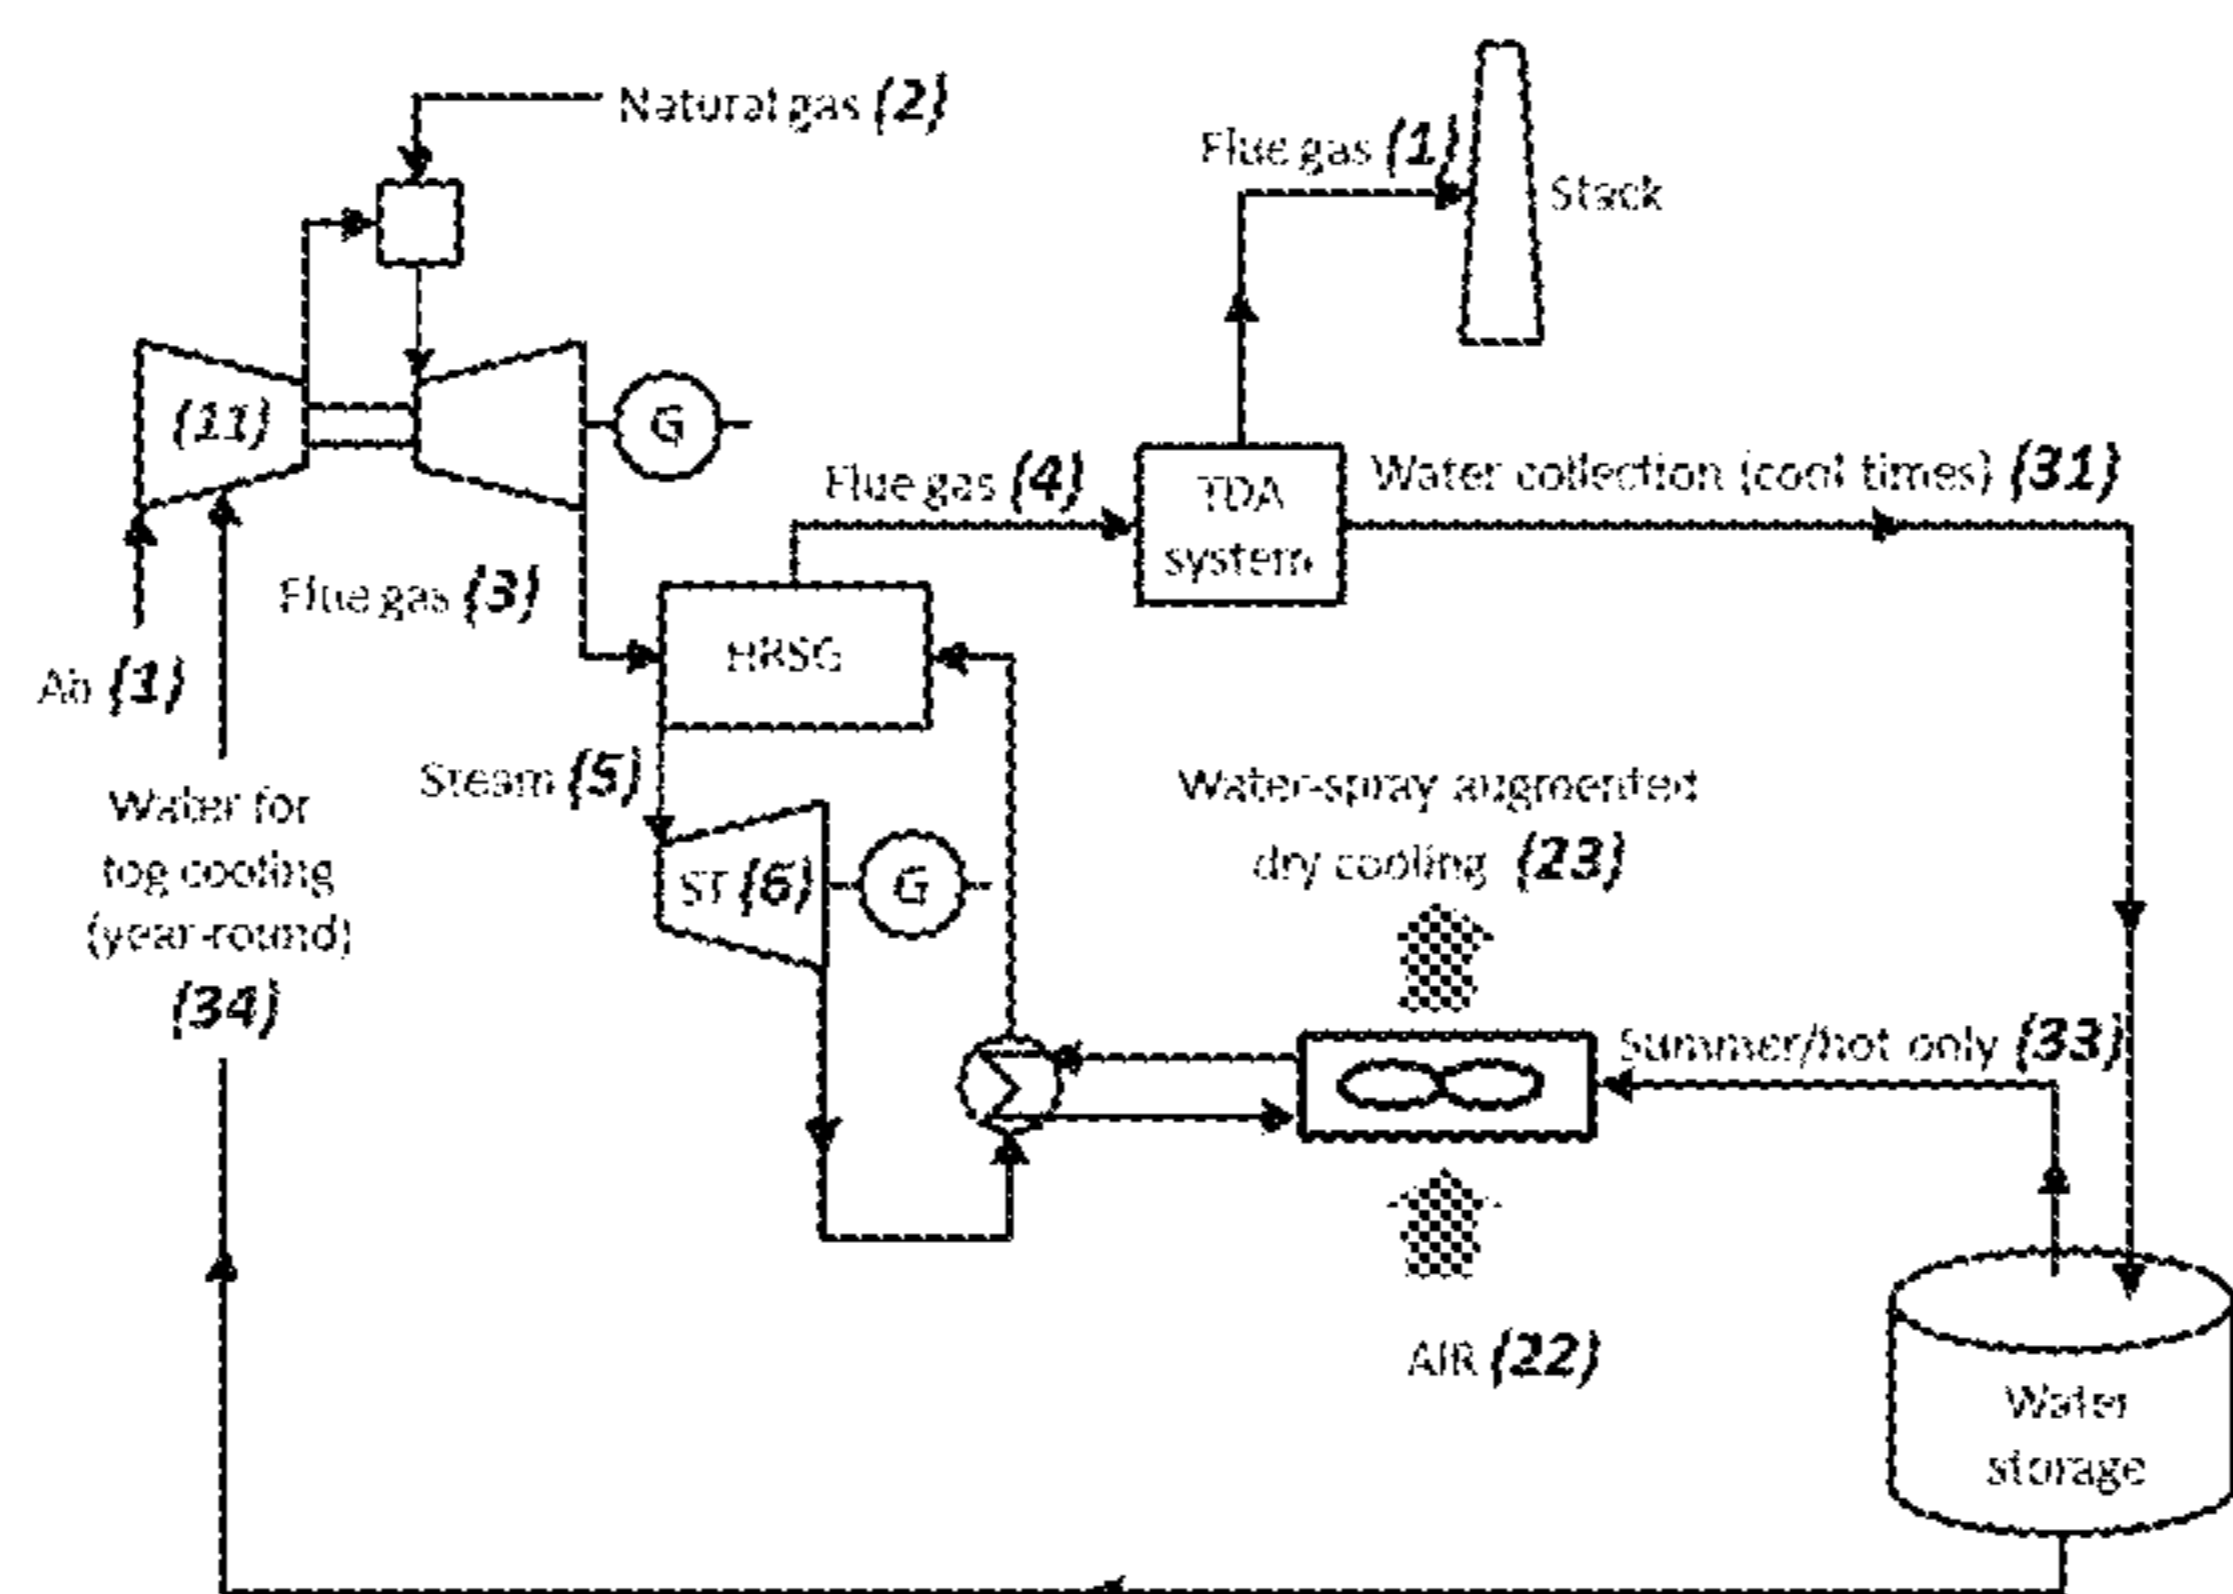 Natural gas (2)
Flue gas (1)
Stack
(11)
G
Flue gas (4)
TDA
system
Water collection (cool times) (31)
Flue gas (3)
HRSG
(1)
Steam (5)
Water for
fog cooling
(year-round)
(34)
ST (6)
G
Water-spray augmented
dry cooling (23)
Summer/hot only (33)
AIR (22)
Water
storage